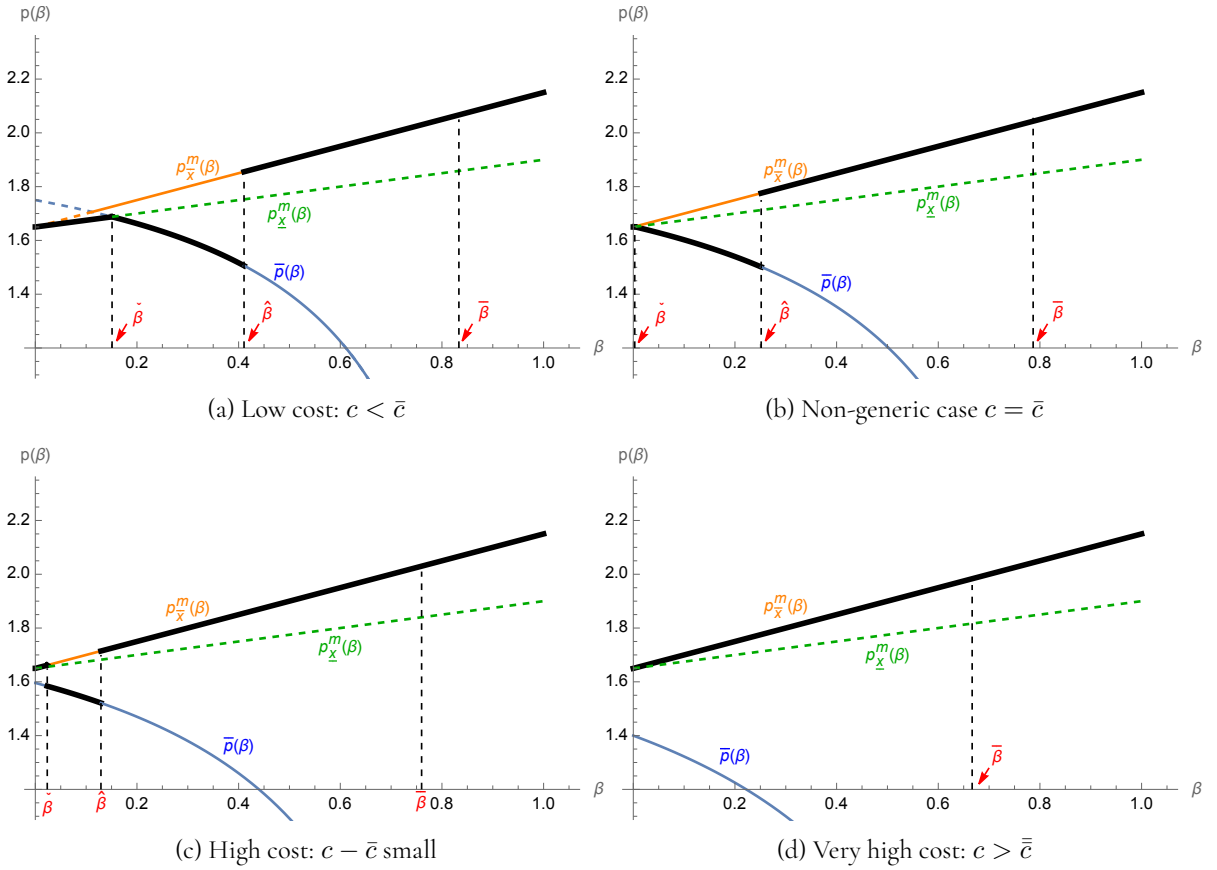 p(β)
2.2
2.0
1.8
1.6
1.4
p^m_x̄(β)
p^m_x̲(β)
p̄(β)
β̌
β̂
β̄
0.2 0.4 0.6 0.8 1.0 β
(a) Low cost: c < c̄
p(β)
2.2
2.0
1.8
1.6
1.4
p^m_x̄(β)
p^m_x̲(β)
p̄(β)
β̌
β̂
β̄
0.2 0.4 0.6 0.8 1.0 β
(b) Non-generic case c = c̄
p(β)
2.2
2.0
1.8
1.6
1.4
p^m_x̄(β)
p^m_x̲(β)
p̄(β)
β̌
β̂
β̄
0.2 0.4 0.6 0.8 1.0 β
(c) High cost: c − c̄ small
p(β)
2.2
2.0
1.8
1.6
1.4
p^m_x̄(β)
p^m_x̲(β)
p̄(β)
β̄
0.2 0.4 0.6 0.8 1.0 β
(d) Very high cost: c > c̿